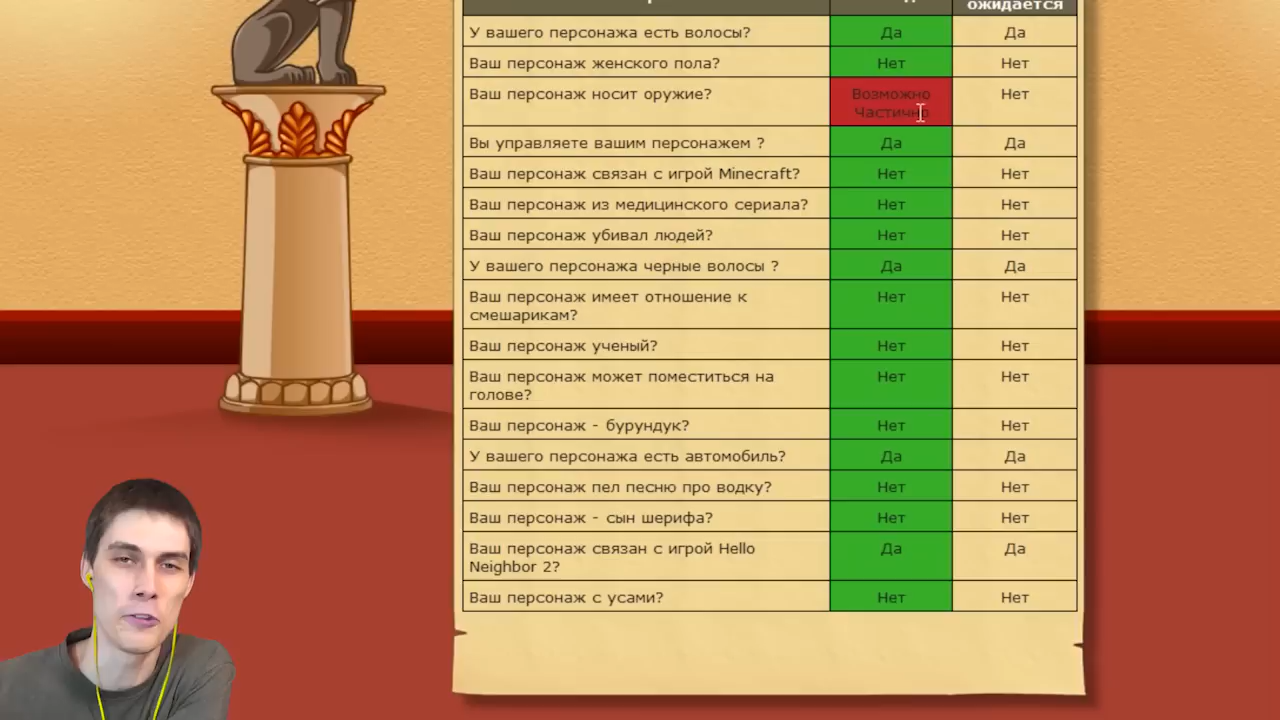 ожидается
У вашего персонажа есть волосы? Да Да
Ваш персонаж женского пола? Нет Нет
Ваш персонаж носит оружие? Возможно Нет
Частично
Вы управляете вашим персонажем ? Да Да
Ваш персонаж связан с игрой Minecraft? Нет Нет
Ваш персонаж из медицинского сериала? Нет Нет
Ваш персонаж убивал людей? Нет Нет
У вашего персонажа черные волосы ? Да Да
Ваш персонаж имеет отношение к Нет Нет
смешарикам?
Ваш персонаж ученый? Нет Нет
Ваш персонаж может поместиться на Нет Нет
голове?
Ваш персонаж - бурундук? Нет Нет
У вашего персонажа есть автомобиль? Да Да
Ваш персонаж пел песню про водку? Нет Нет
Ваш персонаж - сын шерифа? Нет Нет
Ваш персонаж связан с игрой Hello Да Да
Neighbor 2?
Ваш персонаж с усами? Нет Нет